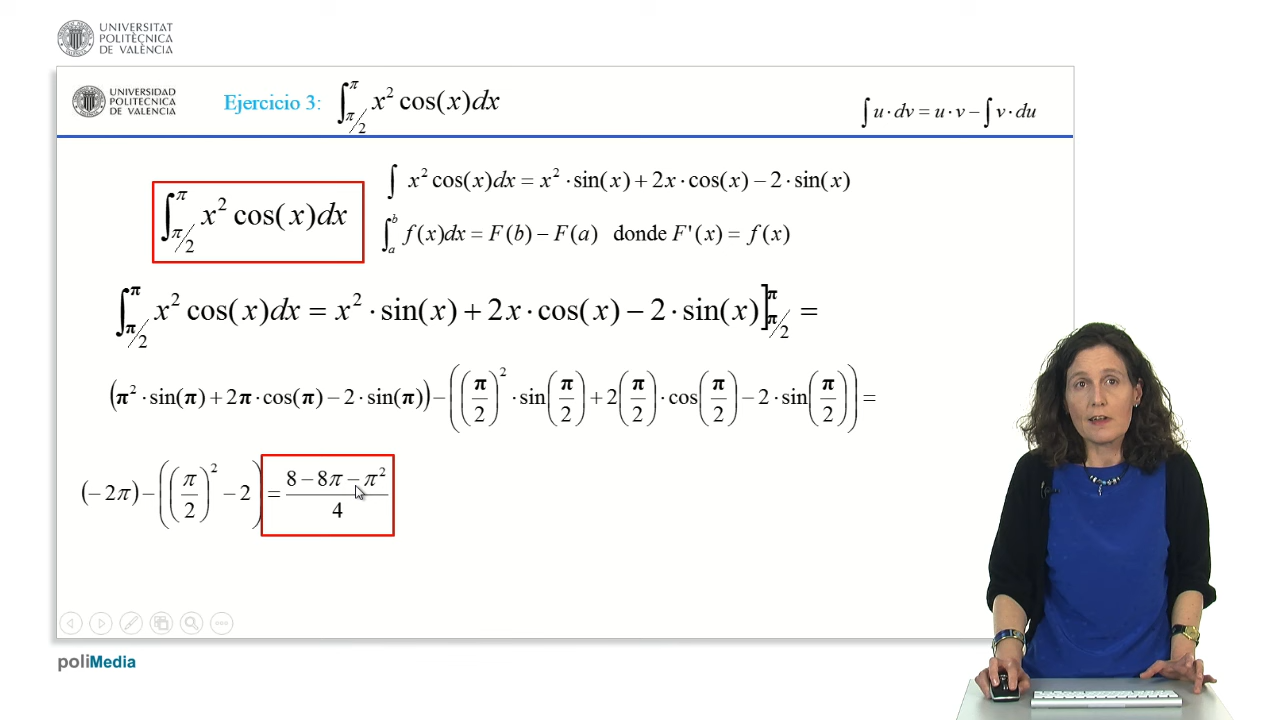 UNIVERSITAT
POLITÈCNICA
DE VALÈNCIA
UNIVERSIDAD
POLITECNICA
DE VALENCIA
Ejercicio 3: ∫_{π/2}^{π} x² cos(x)dx
∫ u · dv = u · v − ∫ v · du
∫_{π/2}^{π} x² cos(x)dx
∫ x² cos(x)dx = x² · sin(x) + 2x · cos(x) − 2 · sin(x)
∫_a^b f(x)dx = F(b) − F(a) donde F'(x) = f(x)
∫_{π/2}^{π} x² cos(x)dx = x² · sin(x) + 2x · cos(x) − 2 · sin(x)]_{π/2}^{π} =
(π² · sin(π) + 2π · cos(π) − 2 · sin(π)) − ((π/2)² · sin(π/2) + 2(π/2) · cos(π/2) − 2 · sin(π/2)) =
(−2π) − ((π/2)² − 2) = (8 − 8π − π²)/4
poliMedia